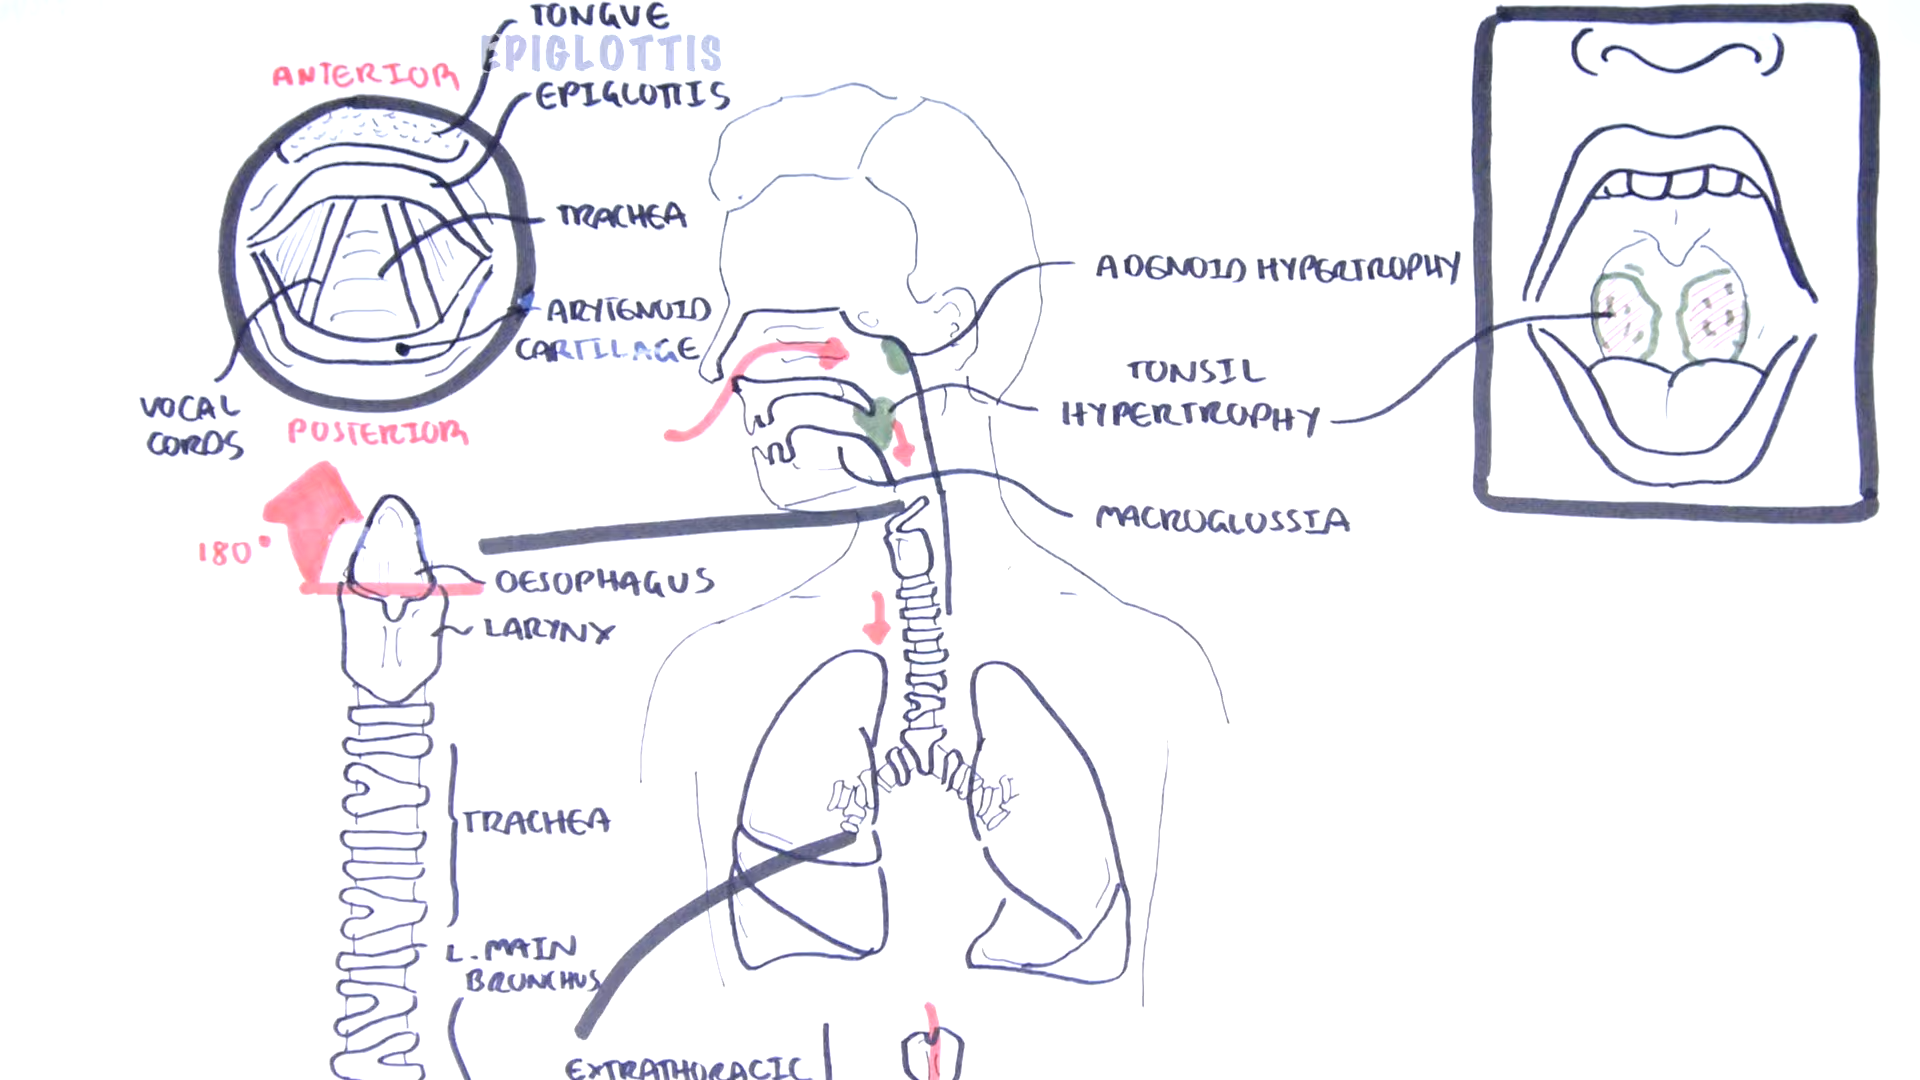 TONGUE
EPIGLOTTIS
ANTERIOR
EPIGLOTTIS
TRACHEA
ARYTENOID
CARTILAGE
VOCAL
CORDS
POSTERIOR
ADENOID HYPERTROPHY
TONSIL
HYPERTROPHY
MACROGLOSSIA
180°
OESOPHAGUS
LARYNX
TRACHEA
L. MAIN
BRONCHUS
EXTRATHORACIC